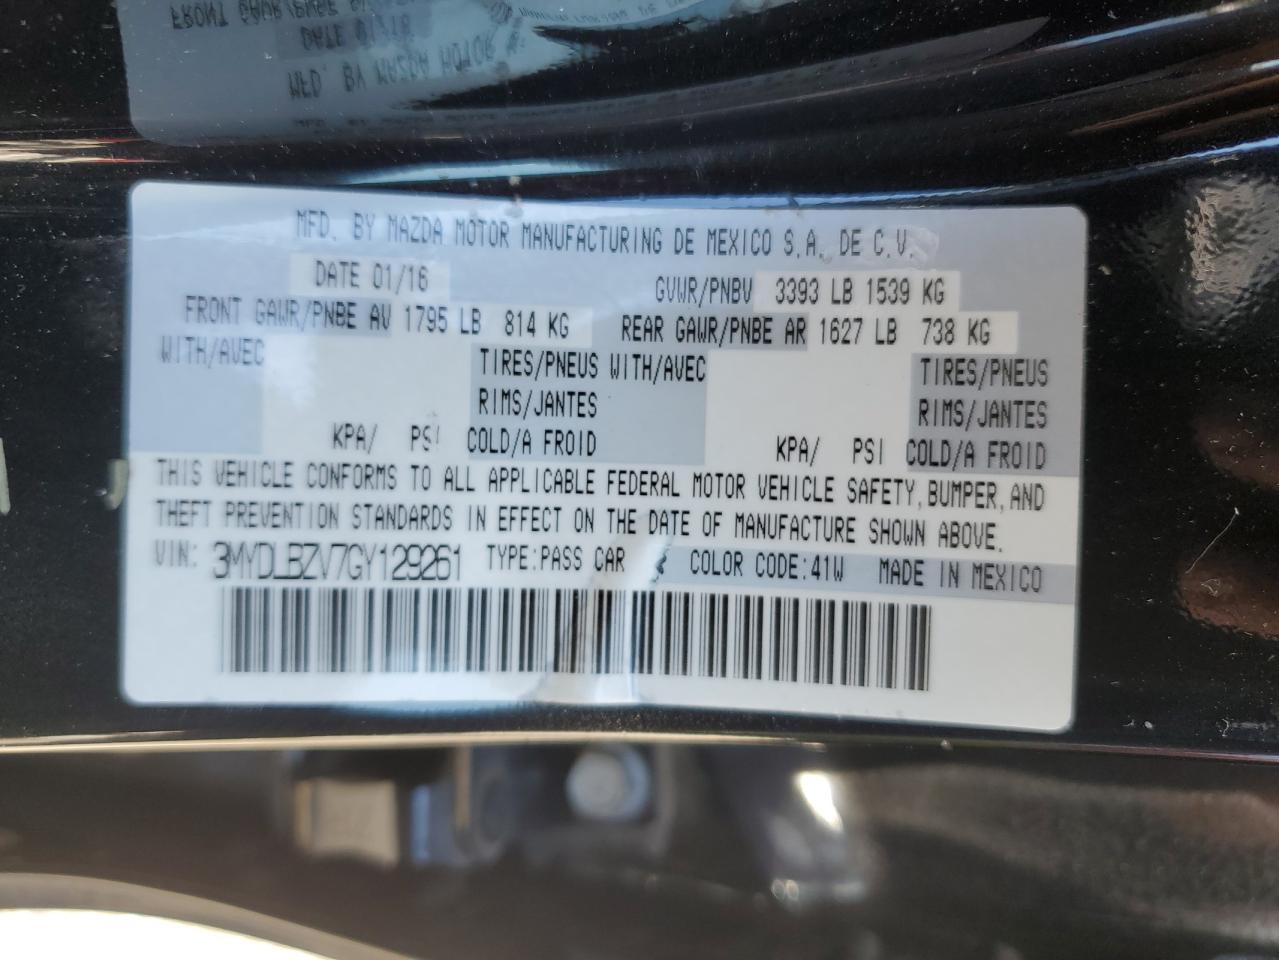 MFD. BY MAZDA MOTOR MANUFACTURING DE MEXICO S.A. DE C.V.
DATE 01/16 GVWR/PNBV 3393 LB 1539 KG
FRONT GAWR/PNBE AV 1795 LB 814 KG REAR GAWR/PNBE AR 1627 LB 738 KG
WITH/AVEC TIRES/PNEUS WITH/AVEC TIRES/PNEUS
RIMS/JANTES RIMS/JANTES
KPA/ PSI COLD/A FROID KPA/ PSI COLD/A FROID
THIS VEHICLE CONFORMS TO ALL APPLICABLE FEDERAL MOTOR VEHICLE SAFETY, BUMPER, AND
THEFT PREVENTION STANDARDS IN EFFECT ON THE DATE OF MANUFACTURE SHOWN ABOVE.
VIN: 3MYDLBZV7GY129261 TYPE:PASS CAR COLOR CODE:41W MADE IN MEXICO